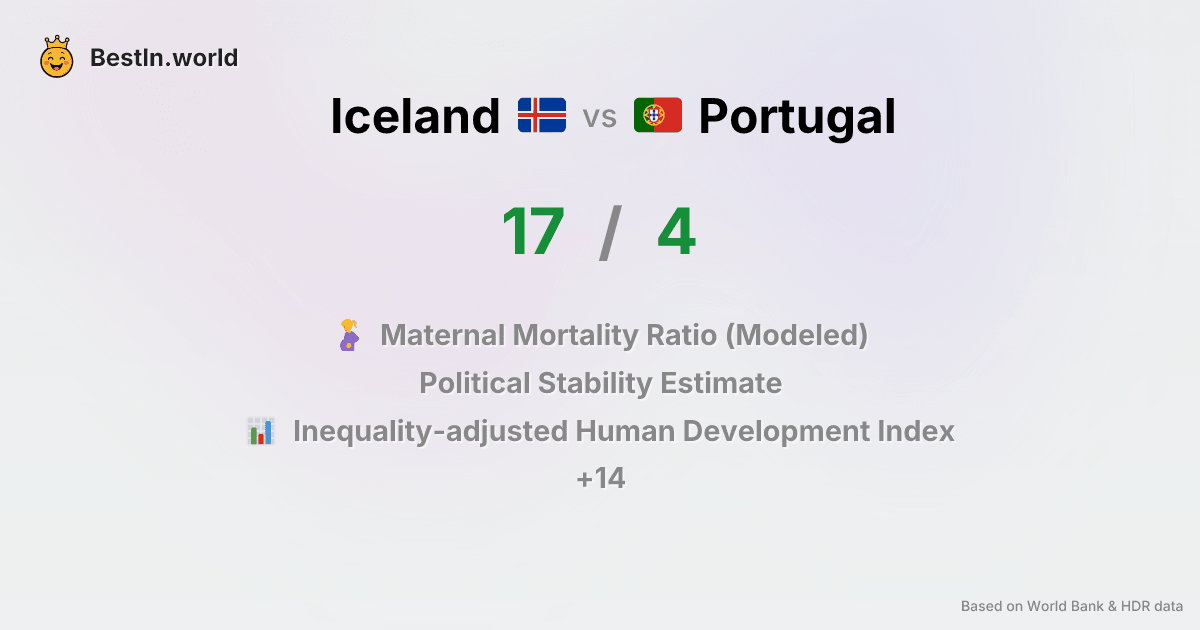 BestIn.world
Iceland vs Portugal
17 / 4
Maternal Mortality Ratio (Modeled)
Political Stability Estimate
Inequality-adjusted Human Development Index
+14
Based on World Bank & HDR data